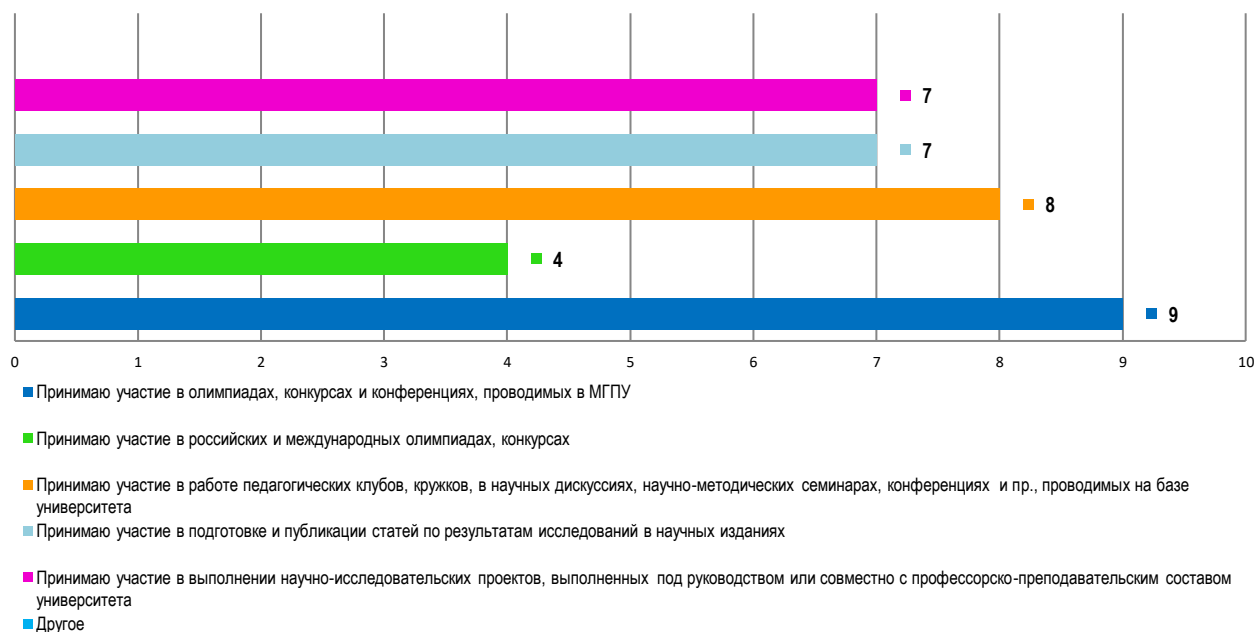 7
7
8
4
9
0 1 2 3 4 5 6 7 8 9 10
Принимаю участие в олимпиадах, конкурсах и конференциях, проводимых в МГПУ
Принимаю участие в российских и международных олимпиадах, конкурсах
Принимаю участие в работе педагогических клубов, кружков, в научных дискуссиях, научно-методических семинарах, конференциях и пр., проводимых на базе
университета
Принимаю участие в подготовке и публикации статей по результатам исследований в научных изданиях
Принимаю участие в выполнении научно-исследовательских проектов, выполненных под руководством или совместно с профессорско-преподавательским составом
университета
Другое